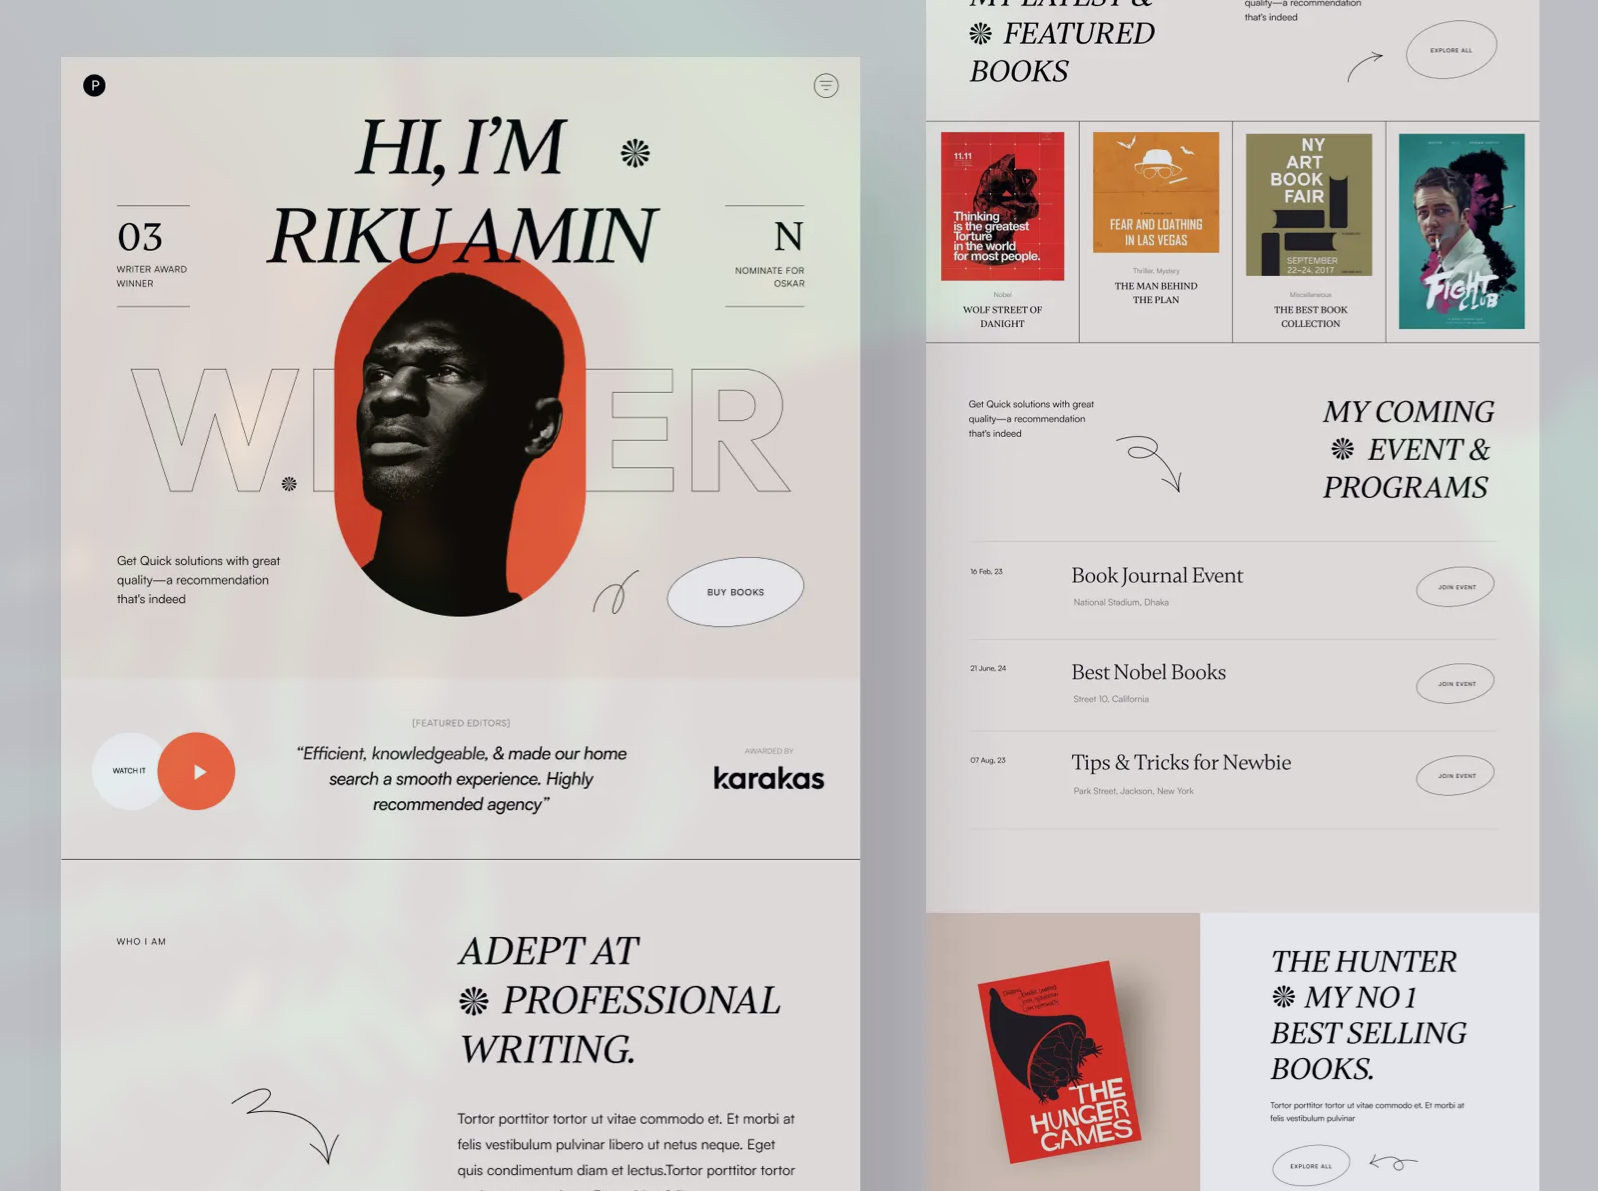 P
HI, I'M
RIKU AMIN
03
WRITER AWARD
WINNER
N
NOMINATE FOR
OSKAR
W
ER
Get Quick solutions with great
quality—a recommendation
that's indeed
BUY BOOKS
WATCH IT
[FEATURED EDITORS]
“Efficient, knowledgeable, & made our home
search a smooth experience. Highly
recommended agency”
AWARDED BY
karakas
WHO I AM
ADEPT AT
PROFESSIONAL
WRITING.
Tortor porttitor tortor ut vitae commodo et. Et morbi at
felis vestibulum pulvinar libero ut netus neque. Eget
quis condimentum diam et lectus.Tortor porttitor tortor
MY LATEST &
FEATURED
BOOKS
quality—a recommendation
that's indeed
EXPLORE ALL
11.11
Thinking
is the greatest
Torture
in the world
for most people.
Nobel
WOLF STREET OF
DANIGHT
FEAR AND LOATHING
IN LAS VEGAS
Thriller, Mystery
THE MAN BEHIND
THE PLAN
NY
ART
BOOK
FAIR
SEPTEMBER
22–24, 2017
Miscellaneous
THE BEST BOOK
COLLECTION
FIGHT
CLUB
Get Quick solutions with great
quality—a recommendation
that's indeed
MY COMING
EVENT &
PROGRAMS
16 Feb, 23
Book Journal Event
National Stadium, Dhaka
JOIN EVENT
21 June, 24
Best Nobel Books
Street 10, California
JOIN EVENT
07 Aug, 23
Tips & Tricks for Newbie
Park Street, Jackson, New York
JOIN EVENT
THE
HUNGER
GAMES
THE HUNTER
MY NO 1
BEST SELLING
BOOKS.
Tortor porttitor tortor ut vitae commodo et. Et morbi at
felis vestibulum pulvinar
EXPLORE ALL